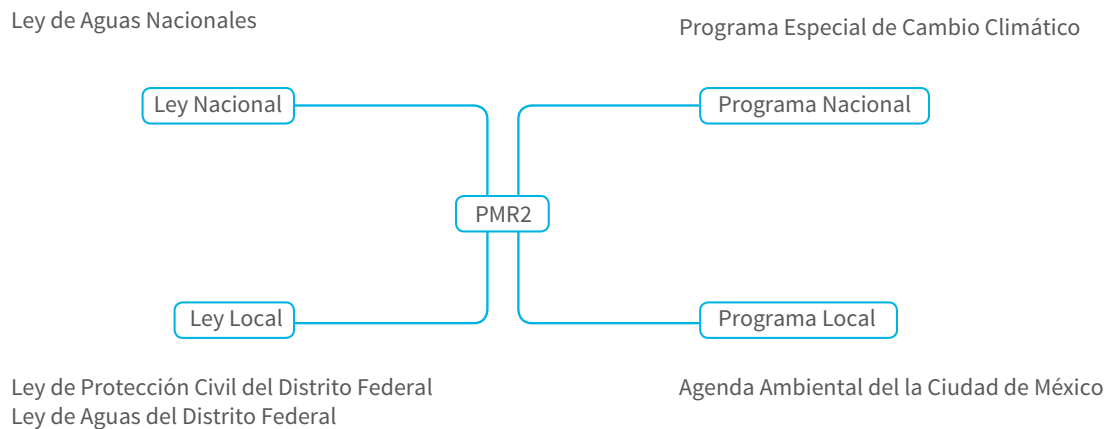 Ley de Aguas Nacionales
Programa Especial de Cambio Climático
Ley Nacional
Programa Nacional
PMR2
Ley Local
Programa Local
Ley de Protección Civil del Distrito Federal
Ley de Aguas del Distrito Federal
Agenda Ambiental del la Ciudad de México